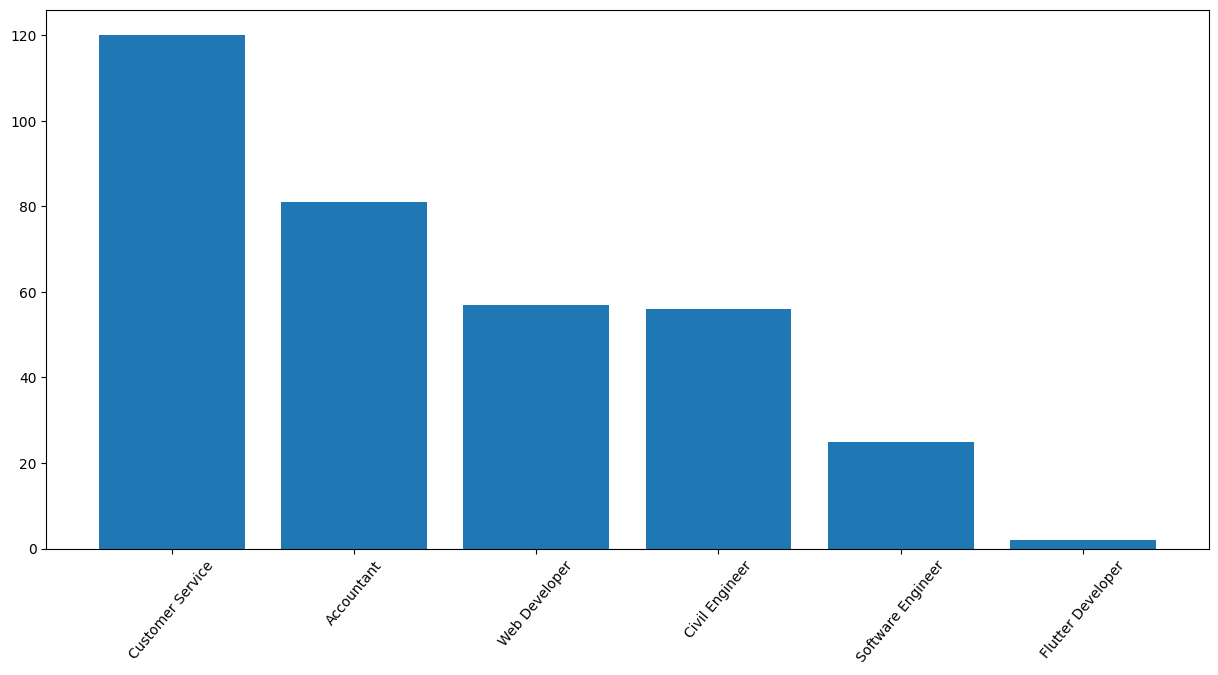 120
100
80
60
40
20
0
Customer Service
Accountant
Web Developer
Civil Engineer
Software Engineer
Flutter Developer